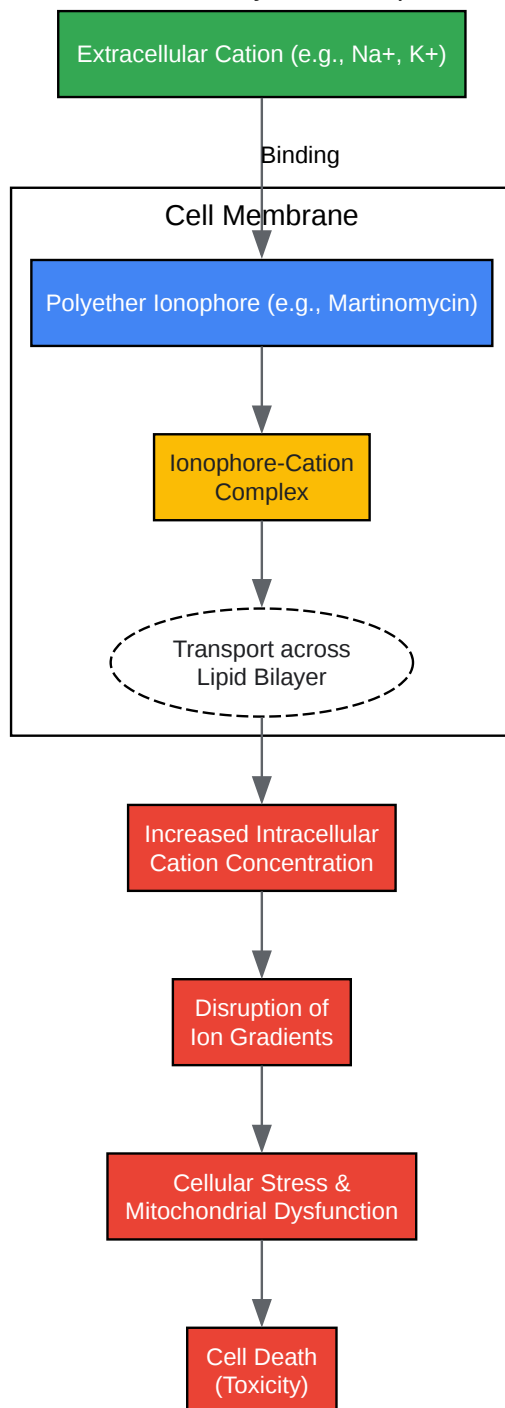 Extracellular Cation (e.g., Na+, K+)
Binding
Cell Membrane
Polyether Ionophore (e.g., Martinomycin)
Ionophore-Cation
Complex
Transport across
Lipid Bilayer
Increased Intracellular
Cation Concentration
Disruption of
Ion Gradients
Cellular Stress &
Mitochondrial Dysfunction
Cell Death
(Toxicity)